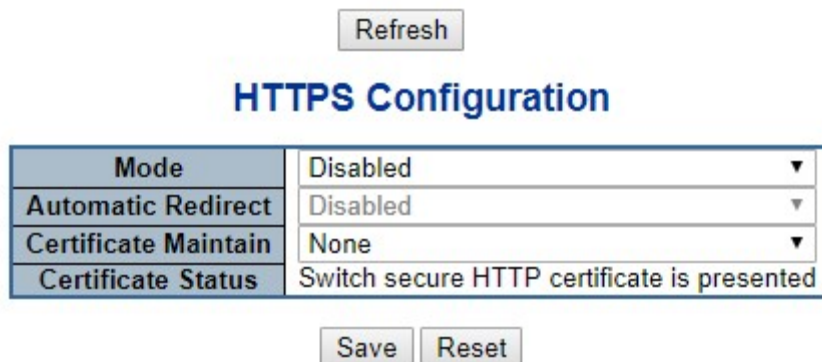 Refresh
HTTPS Configuration
Mode Disabled
Automatic Redirect Disabled
Certificate Maintain None
Certificate Status Switch secure HTTP certificate is presented
Save Reset